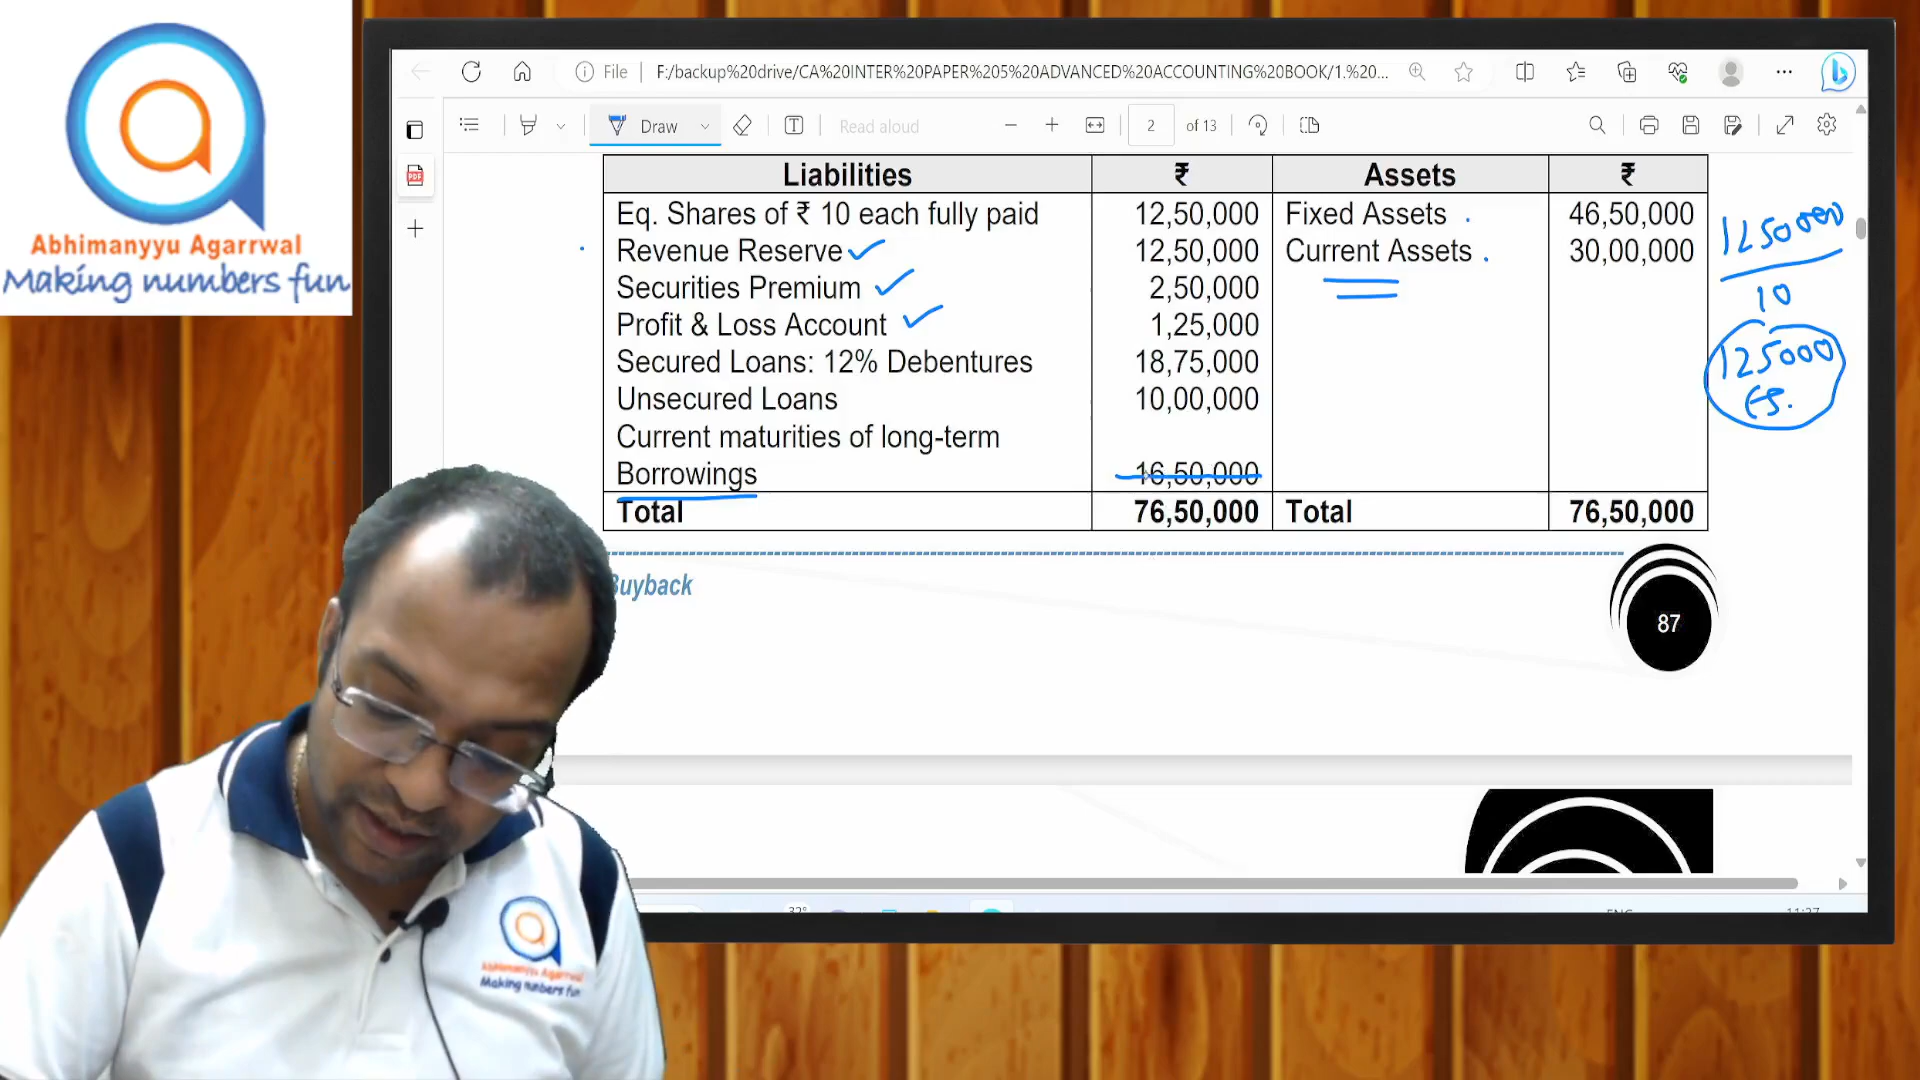 Abhimanyyu Agarrwal
Making numbers fun
File
F:/backup%20drive/CA%20INTER%20PAPER%205%20ADVANCED%20ACCOUNTING%20BOOK/1.%20...
Draw
Read aloud
2 of 13
Liabilities ₹ Assets ₹
Eq. Shares of ₹ 10 each fully paid 12,50,000 Fixed Assets 46,50,000
Revenue Reserve 12,50,000 Current Assets 30,00,000
Securities Premium 2,50,000
Profit & Loss Account 1,25,000
Secured Loans: 12% Debentures 18,75,000
Unsecured Loans 10,00,000
Current maturities of long-term
Borrowings 16,50,000
Total 76,50,000 Total 76,50,000
1250000
10
125000
ES.
Buyback
87
Abhimanyyu Agarrwal
Making numbers fun